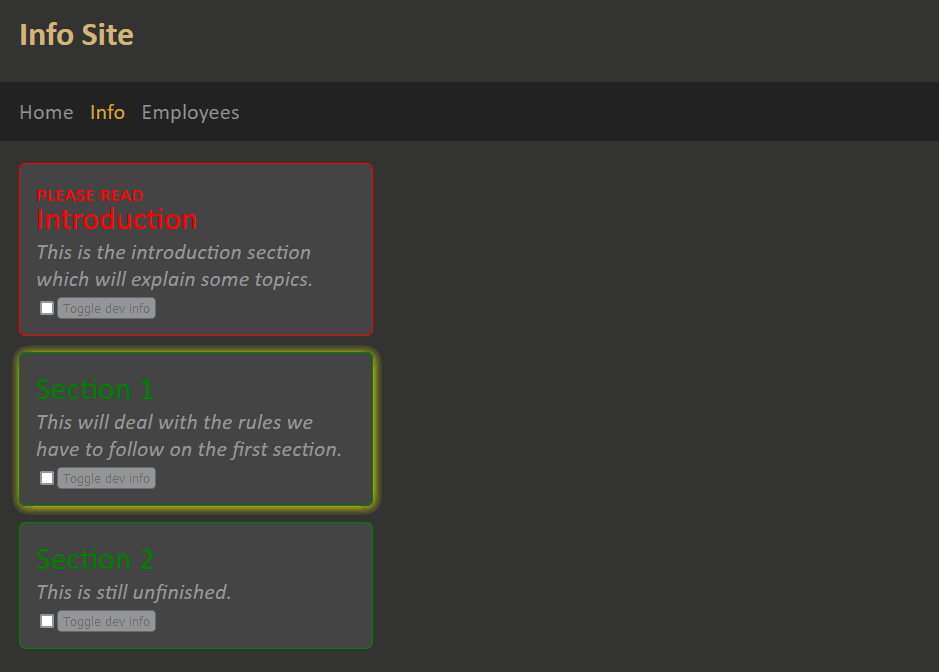 Info Site
Home Info Employees
PLEASE READ
Introduction
This is the introduction section
which will explain some topics.
Toggle dev info
Section 1
This will deal with the rules we
have to follow on the first section.
Toggle dev info
Section 2
This is still unfinished.
Toggle dev info